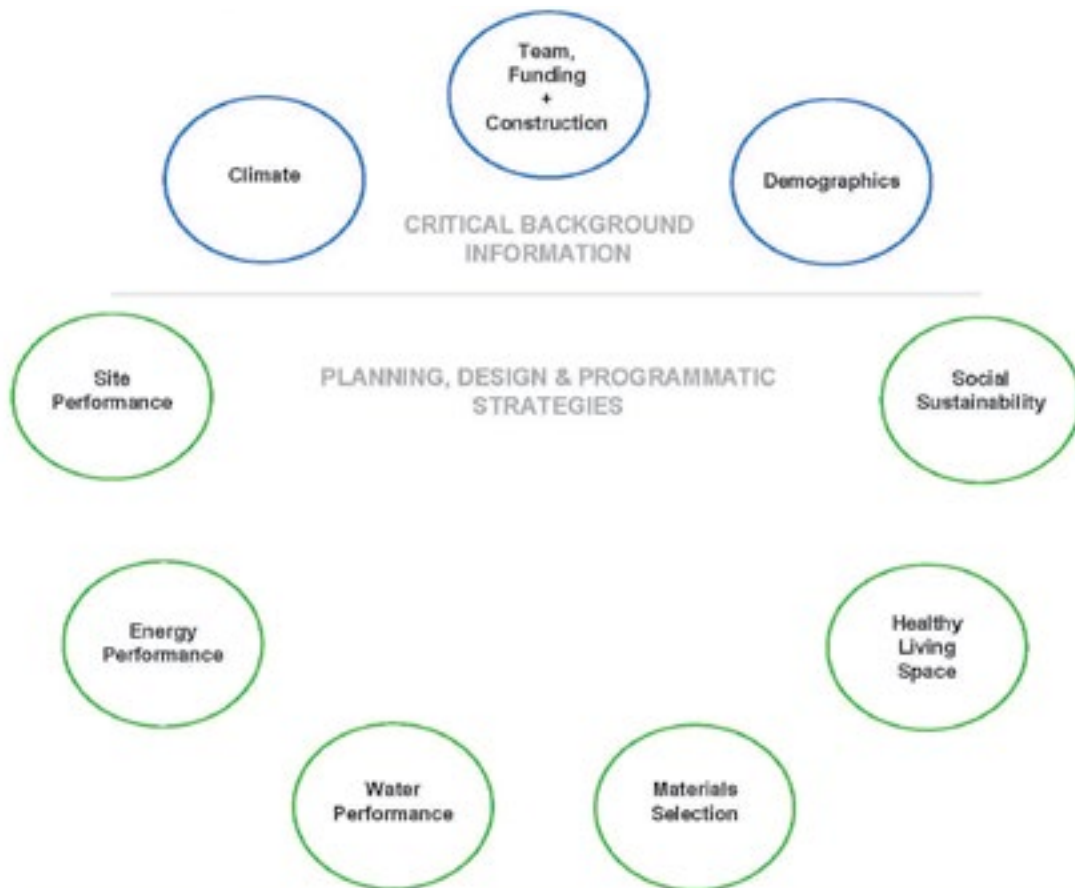 Team,
Funding
+
Construction
Climate
Demographics
CRITICAL BACKGROUND
INFORMATION
Site
Performance
PLANNING, DESIGN & PROGRAMMATIC
STRATEGIES
Social
Sustainability
Energy
Performance
Healthy
Living
Space
Water
Performance
Materials
Selection